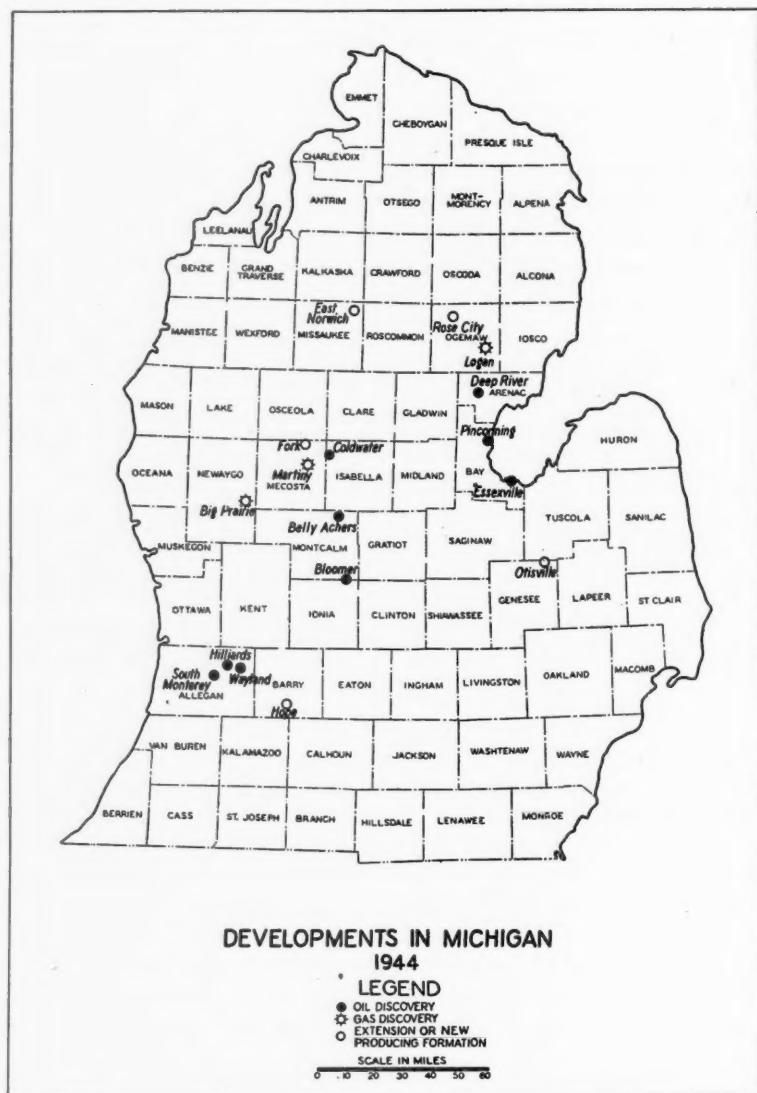 EMMET
CHEBOYGAN
PRESQUE ISLE
CHARLEVOIX
ANTRIM
OTSEGO
MONT-
MORENCY
ALPENA
LEELANAU
BENZIE
GRAND
TRAVERSE
KALKASKA
CRAWFORD
OSCODA
ALCONA
East
Norwich
Rose City
MANISTEE
WEXFORD
MISSAUKEE
ROSCOMMON
OGEMAW
IOSCO
Logan
Deep River
ARENAC
MASON
LAKE
OSCEOLA
CLARE
GLADWIN
Pinconning
HURON
Fork
Coldwater
OCEANA
NEWAYGO
Martiny
MECOSTA
ISABELLA
MIDLAND
BAY
Essexville
Big Prairie
Belly Achers
TUSCOLA
SANILAC
MUSKEGON
MONTCALM
GRATIOT
SAGINAW
Bloomer
Otisville
OTTAWA
KENT
IONIA
CLINTON
SHIAWASSEE
GENESEE
LAPEER
ST CLAIR
Hilliards
South
Monterey
Wayland
ALLEGAN
BARRY
EATON
INGHAM
LIVINGSTON
OAKLAND
MACOMB
Hope
VAN BUREN
KALAMAZOO
CALHOUN
JACKSON
WASHTENAW
WAYNE
BERRIEN
CASS
ST. JOSEPH
BRANCH
HILLSDALE
LENAWEE
MONROE
DEVELOPMENTS IN MICHIGAN
1944
LEGEND
OIL DISCOVERY
GAS DISCOVERY
EXTENSION OR NEW
PRODUCING FORMATION
SCALE IN MILES
0 10 20 30 40 50 60